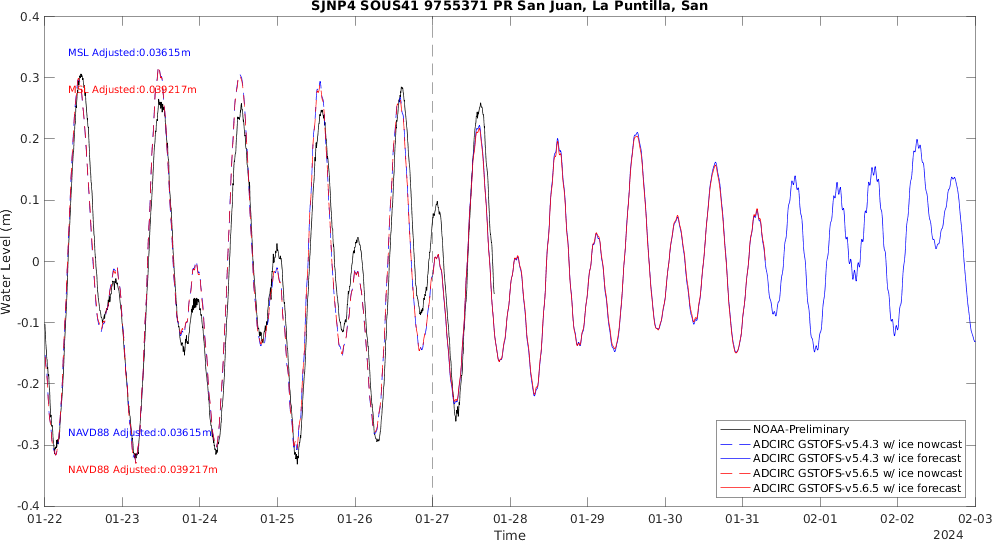 SJNP4 SOUS41 9755371 PR San Juan, La Puntilla, San
0.4
0.3
0.2
0.1
0
-0.1
-0.2
-0.3
-0.4
Water Level (m)
MSL Adjusted:0.03615m
MSL Adjusted:0.039217m
NAVD88 Adjusted:0.03615m
NAVD88 Adjusted:0.039217m
NOAA-Preliminary
ADCIRC GSTOFS-v5.4.3 w/ ice nowcast
ADCIRC GSTOFS-v5.4.3 w/ ice forecast
ADCIRC GSTOFS-v5.6.5 w/ ice nowcast
ADCIRC GSTOFS-v5.6.5 w/ ice forecast
01-22 01-23 01-24 01-25 01-26 01-27 01-28 01-29 01-30 01-31 02-01 02-02 02-03
Time
2024